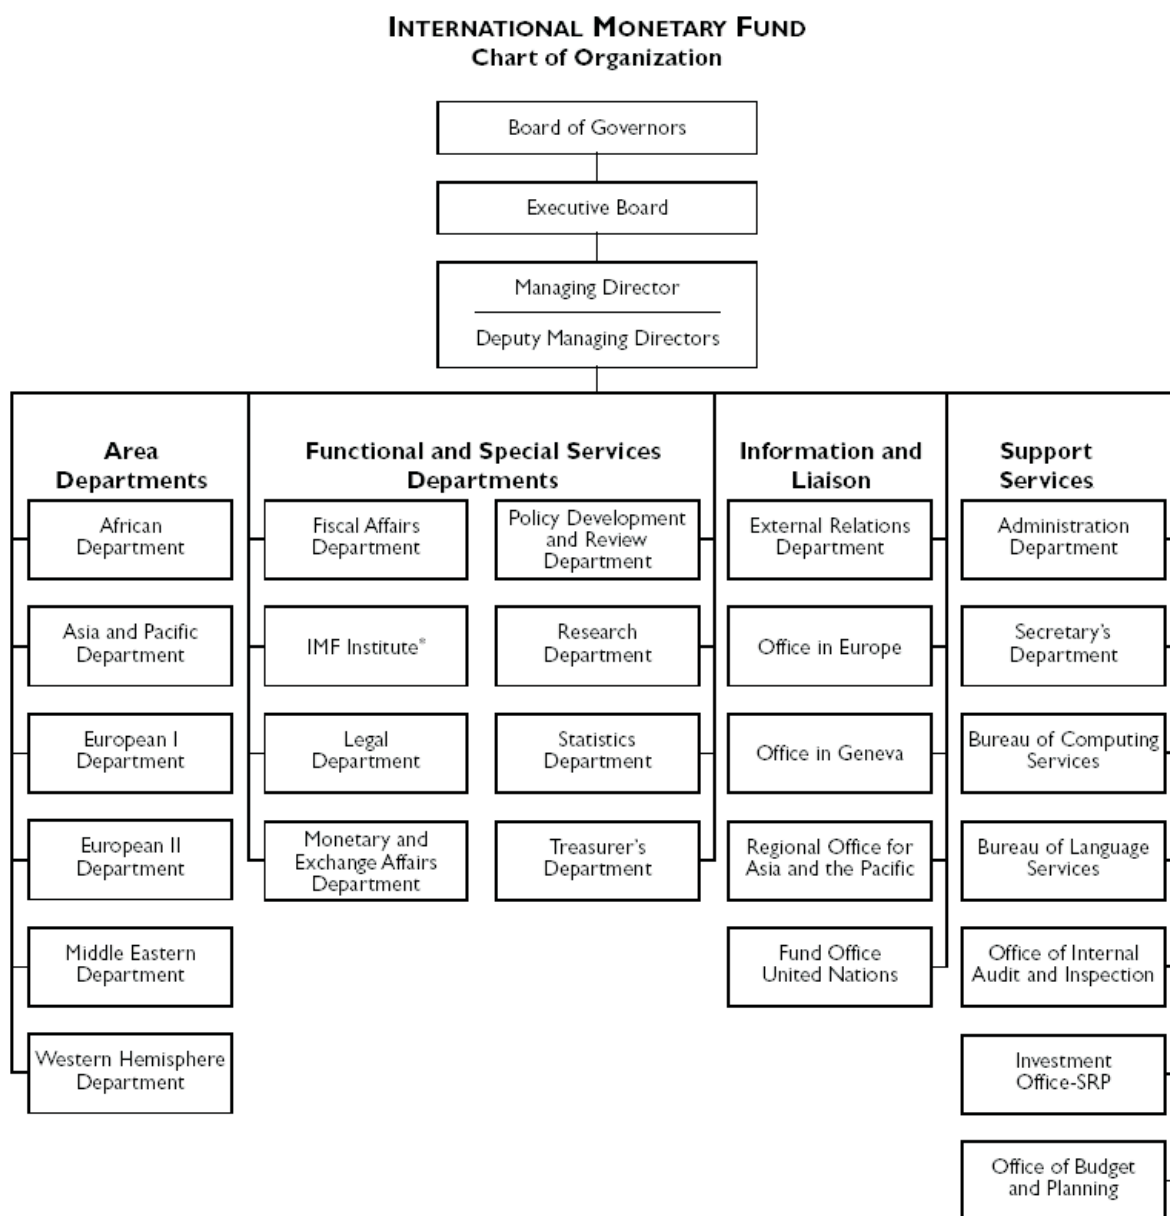 INTERNATIONAL MONETARY FUND
Chart of Organization
Board of Governors
Executive Board
Managing Director
Deputy Managing Directors
Area
Departments
African
Department
Asia and Pacific
Department
European I
Department
European II
Department
Middle Eastern
Department
Western Hemisphere
Department
Functional and Special Services
Departments
Fiscal Affairs
Department
IMF Institute*
Legal
Department
Monetary and
Exchange Affairs
Department
Policy Development
and Review
Department
Research
Department
Statistics
Department
Treasurer's
Department
Information and
Liaison
External Relations
Department
Office in Europe
Office in Geneva
Regional Office for
Asia and the Pacific
Fund Office
United Nations
Support
Services
Administration
Department
Secretary's
Department
Bureau of Computing
Services
Bureau of Language
Services
Office of Internal
Audit and Inspection
Investment
Office-SRP
Office of Budget
and Planning